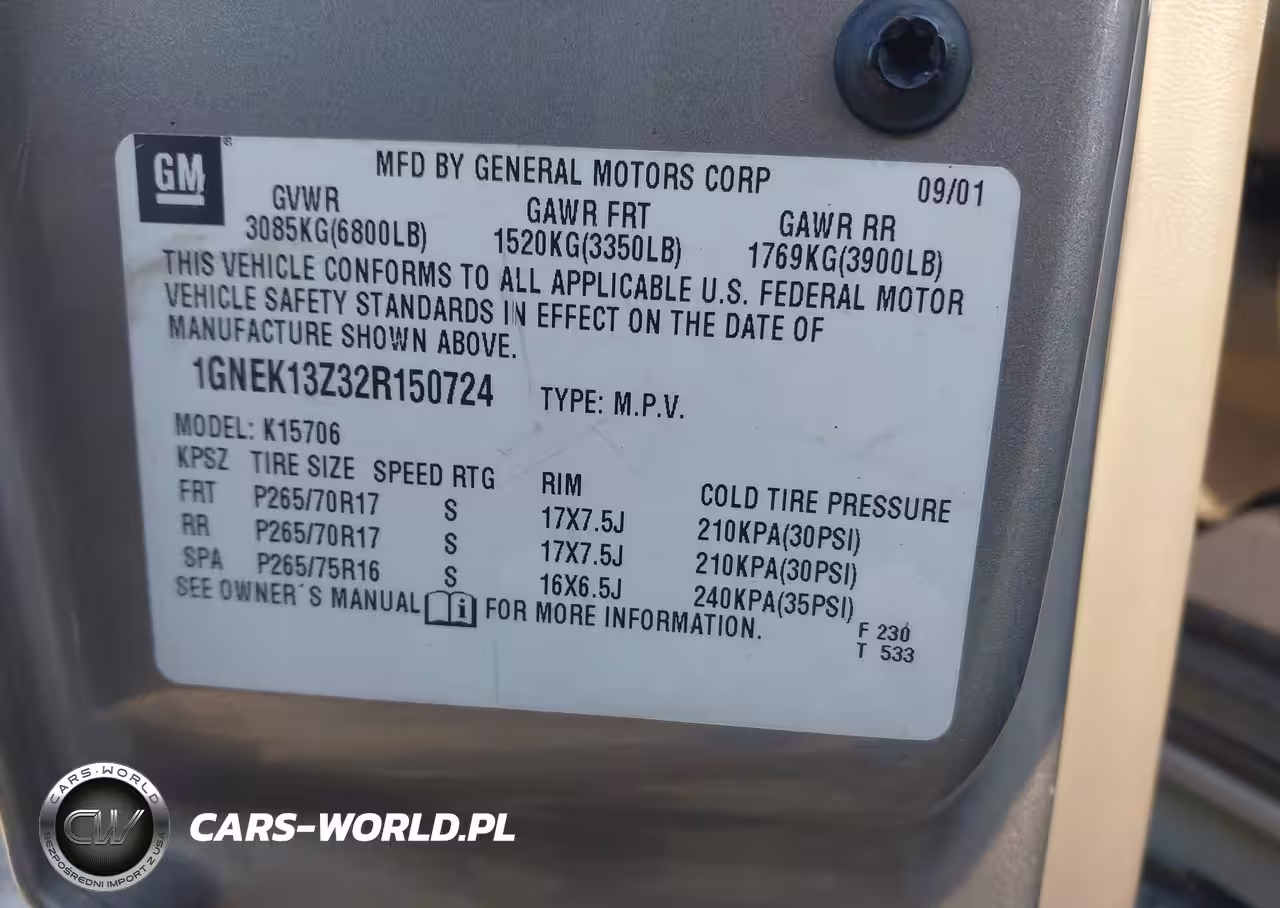 GM
MFD BY GENERAL MOTORS CORP 09/01
GVWR GAWR FRT GAWR RR
3085KG(6800LB) 1520KG(3350LB) 1769KG(3900LB)
THIS VEHICLE CONFORMS TO ALL APPLICABLE U.S. FEDERAL MOTOR
VEHICLE SAFETY STANDARDS IN EFFECT ON THE DATE OF
MANUFACTURE SHOWN ABOVE.
1GNEK13Z32R150724 TYPE: M.P.V.
MODEL: K15706
KPSZ TIRE SIZE SPEED RTG RIM COLD TIRE PRESSURE
FRT P265/70R17 S 17X7.5J 210KPA(30PSI)
RR P265/70R17 S 17X7.5J 210KPA(30PSI)
SPA P265/75R16 S 16X6.5J 240KPA(35PSI)
SEE OWNER'S MANUAL i FOR MORE INFORMATION.
F 230
T 533
CARS-WORLD
CW
BEZPOŚREDNI IMPORT Z USA
CARS-WORLD.PL